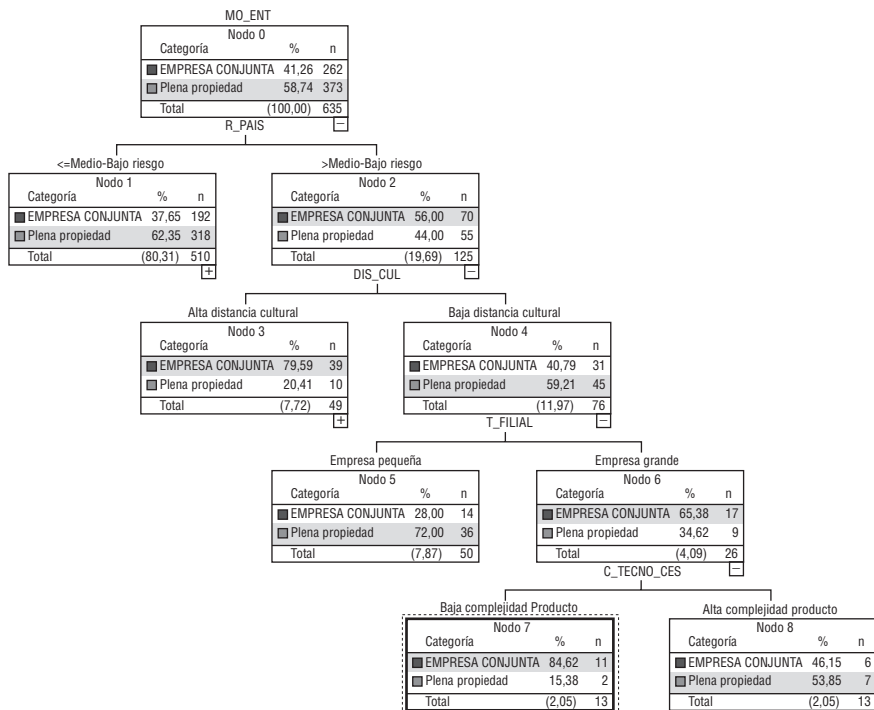 MO_ENT
Nodo 0
Categoría % n
EMPRESA CONJUNTA 41,26 262
Plena propiedad 58,74 373
Total (100,00) 635
R_PAIS
<=Medio-Bajo riesgo
Nodo 1
Categoría % n
EMPRESA CONJUNTA 37,65 192
Plena propiedad 62,35 318
Total (80,31) 510
>Medio-Bajo riesgo
Nodo 2
Categoría % n
EMPRESA CONJUNTA 56,00 70
Plena propiedad 44,00 55
Total (19,69) 125
DIS_CUL
Alta distancia cultural
Nodo 3
Categoría % n
EMPRESA CONJUNTA 79,59 39
Plena propiedad 20,41 10
Total (7,72) 49
Baja distancia cultural
Nodo 4
Categoría % n
EMPRESA CONJUNTA 40,79 31
Plena propiedad 59,21 45
Total (11,97) 76
T_FILIAL
Empresa pequeña
Nodo 5
Categoría % n
EMPRESA CONJUNTA 28,00 14
Plena propiedad 72,00 36
Total (7,87) 50
Empresa grande
Nodo 6
Categoría % n
EMPRESA CONJUNTA 65,38 17
Plena propiedad 34,62 9
Total (4,09) 26
C_TECNO_CES
Baja complejidad Producto
Nodo 7
Categoría % n
EMPRESA CONJUNTA 84,62 11
Plena propiedad 15,38 2
Total (2,05) 13
Alta complejidad producto
Nodo 8
Categoría % n
EMPRESA CONJUNTA 46,15 6
Plena propiedad 53,85 7
Total (2,05) 13